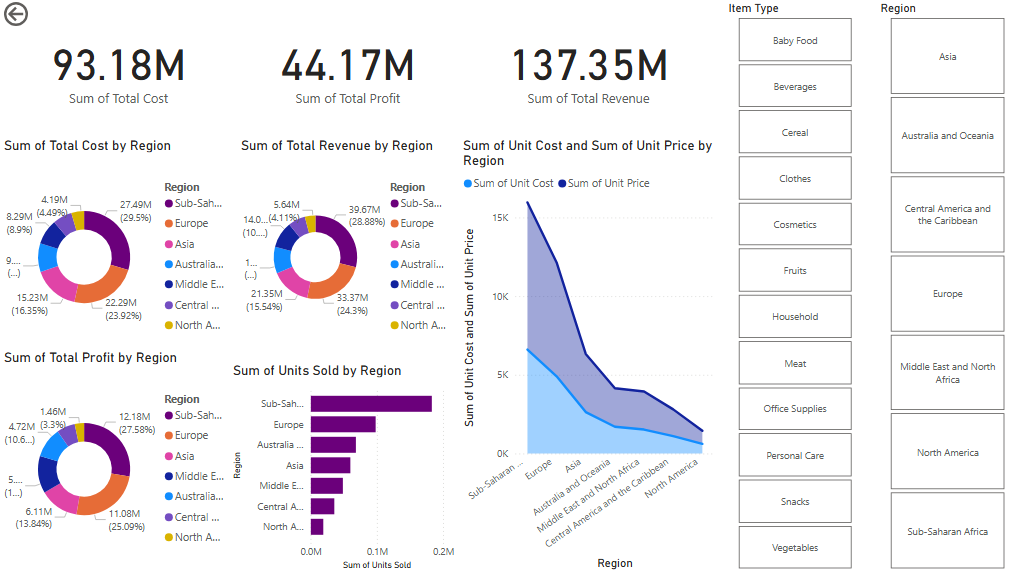 Item Type
Region
93.18M
Sum of Total Cost
44.17M
Sum of Total Profit
137.35M
Sum of Total Revenue
Sum of Total Cost by Region
27.49M
(29.5%)
22.29M
(23.92%)
15.23M
(16.35%)
9....
(...)
8.29M
(8.9%)
4.19M
(4.49%)
Region
Sub-Sah...
Europe
Asia
Australia...
Middle E...
Central ...
North A...
Sum of Total Revenue by Region
39.67M
(28.88%)
33.37M
(24.3%)
21.35M
(15.54%)
1...
(...)
14.0...
(10....)
5.64M
(4.11%)
Region
Sub-Sa...
Europe
Asia
Australi...
Middle ...
Central ...
North A...
Sum of Unit Cost and Sum of Unit Price by
Region
Sum of Unit Cost
Sum of Unit Price
Sum of Unit Cost and Sum of Unit Price
15K
10K
5K
0K
Sub-Saharan ...
Europe
Asia
Australia and Oceania
Middle East and North Africa
Central America and the Caribbean
North America
Region
Sum of Total Profit by Region
12.18M
(27.58%)
11.08M
(25.09%)
6.11M
(13.84%)
5....
(1...)
4.72M
(10.6...)
1.46M
(3.3%)
Region
Sub-Sah...
Europe
Asia
Middle E...
Australia...
Central ...
North A...
Sum of Units Sold by Region
Region
Sub-Sah...
Europe
Australia ...
Asia
Middle E...
Central A...
North A...
0.0M
0.1M
0.2M
Sum of Units Sold
Baby Food
Beverages
Cereal
Clothes
Cosmetics
Fruits
Household
Meat
Office Supplies
Personal Care
Snacks
Vegetables
Asia
Australia and Oceania
Central America and
the Caribbean
Europe
Middle East and North
Africa
North America
Sub-Saharan Africa